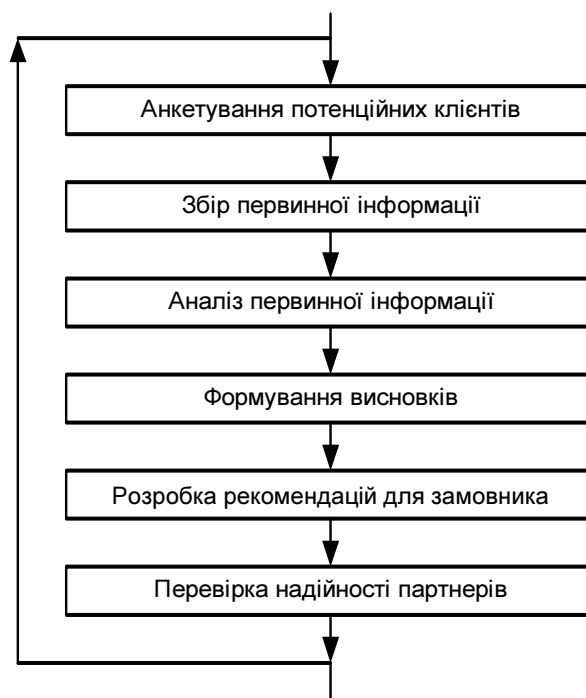 Анкетування потенційних клієнтів
Збір первинної інформації
Аналіз первинної інформації
Формування висновків
Розробка рекомендацій для замовника
Перевірка надійності партнерів